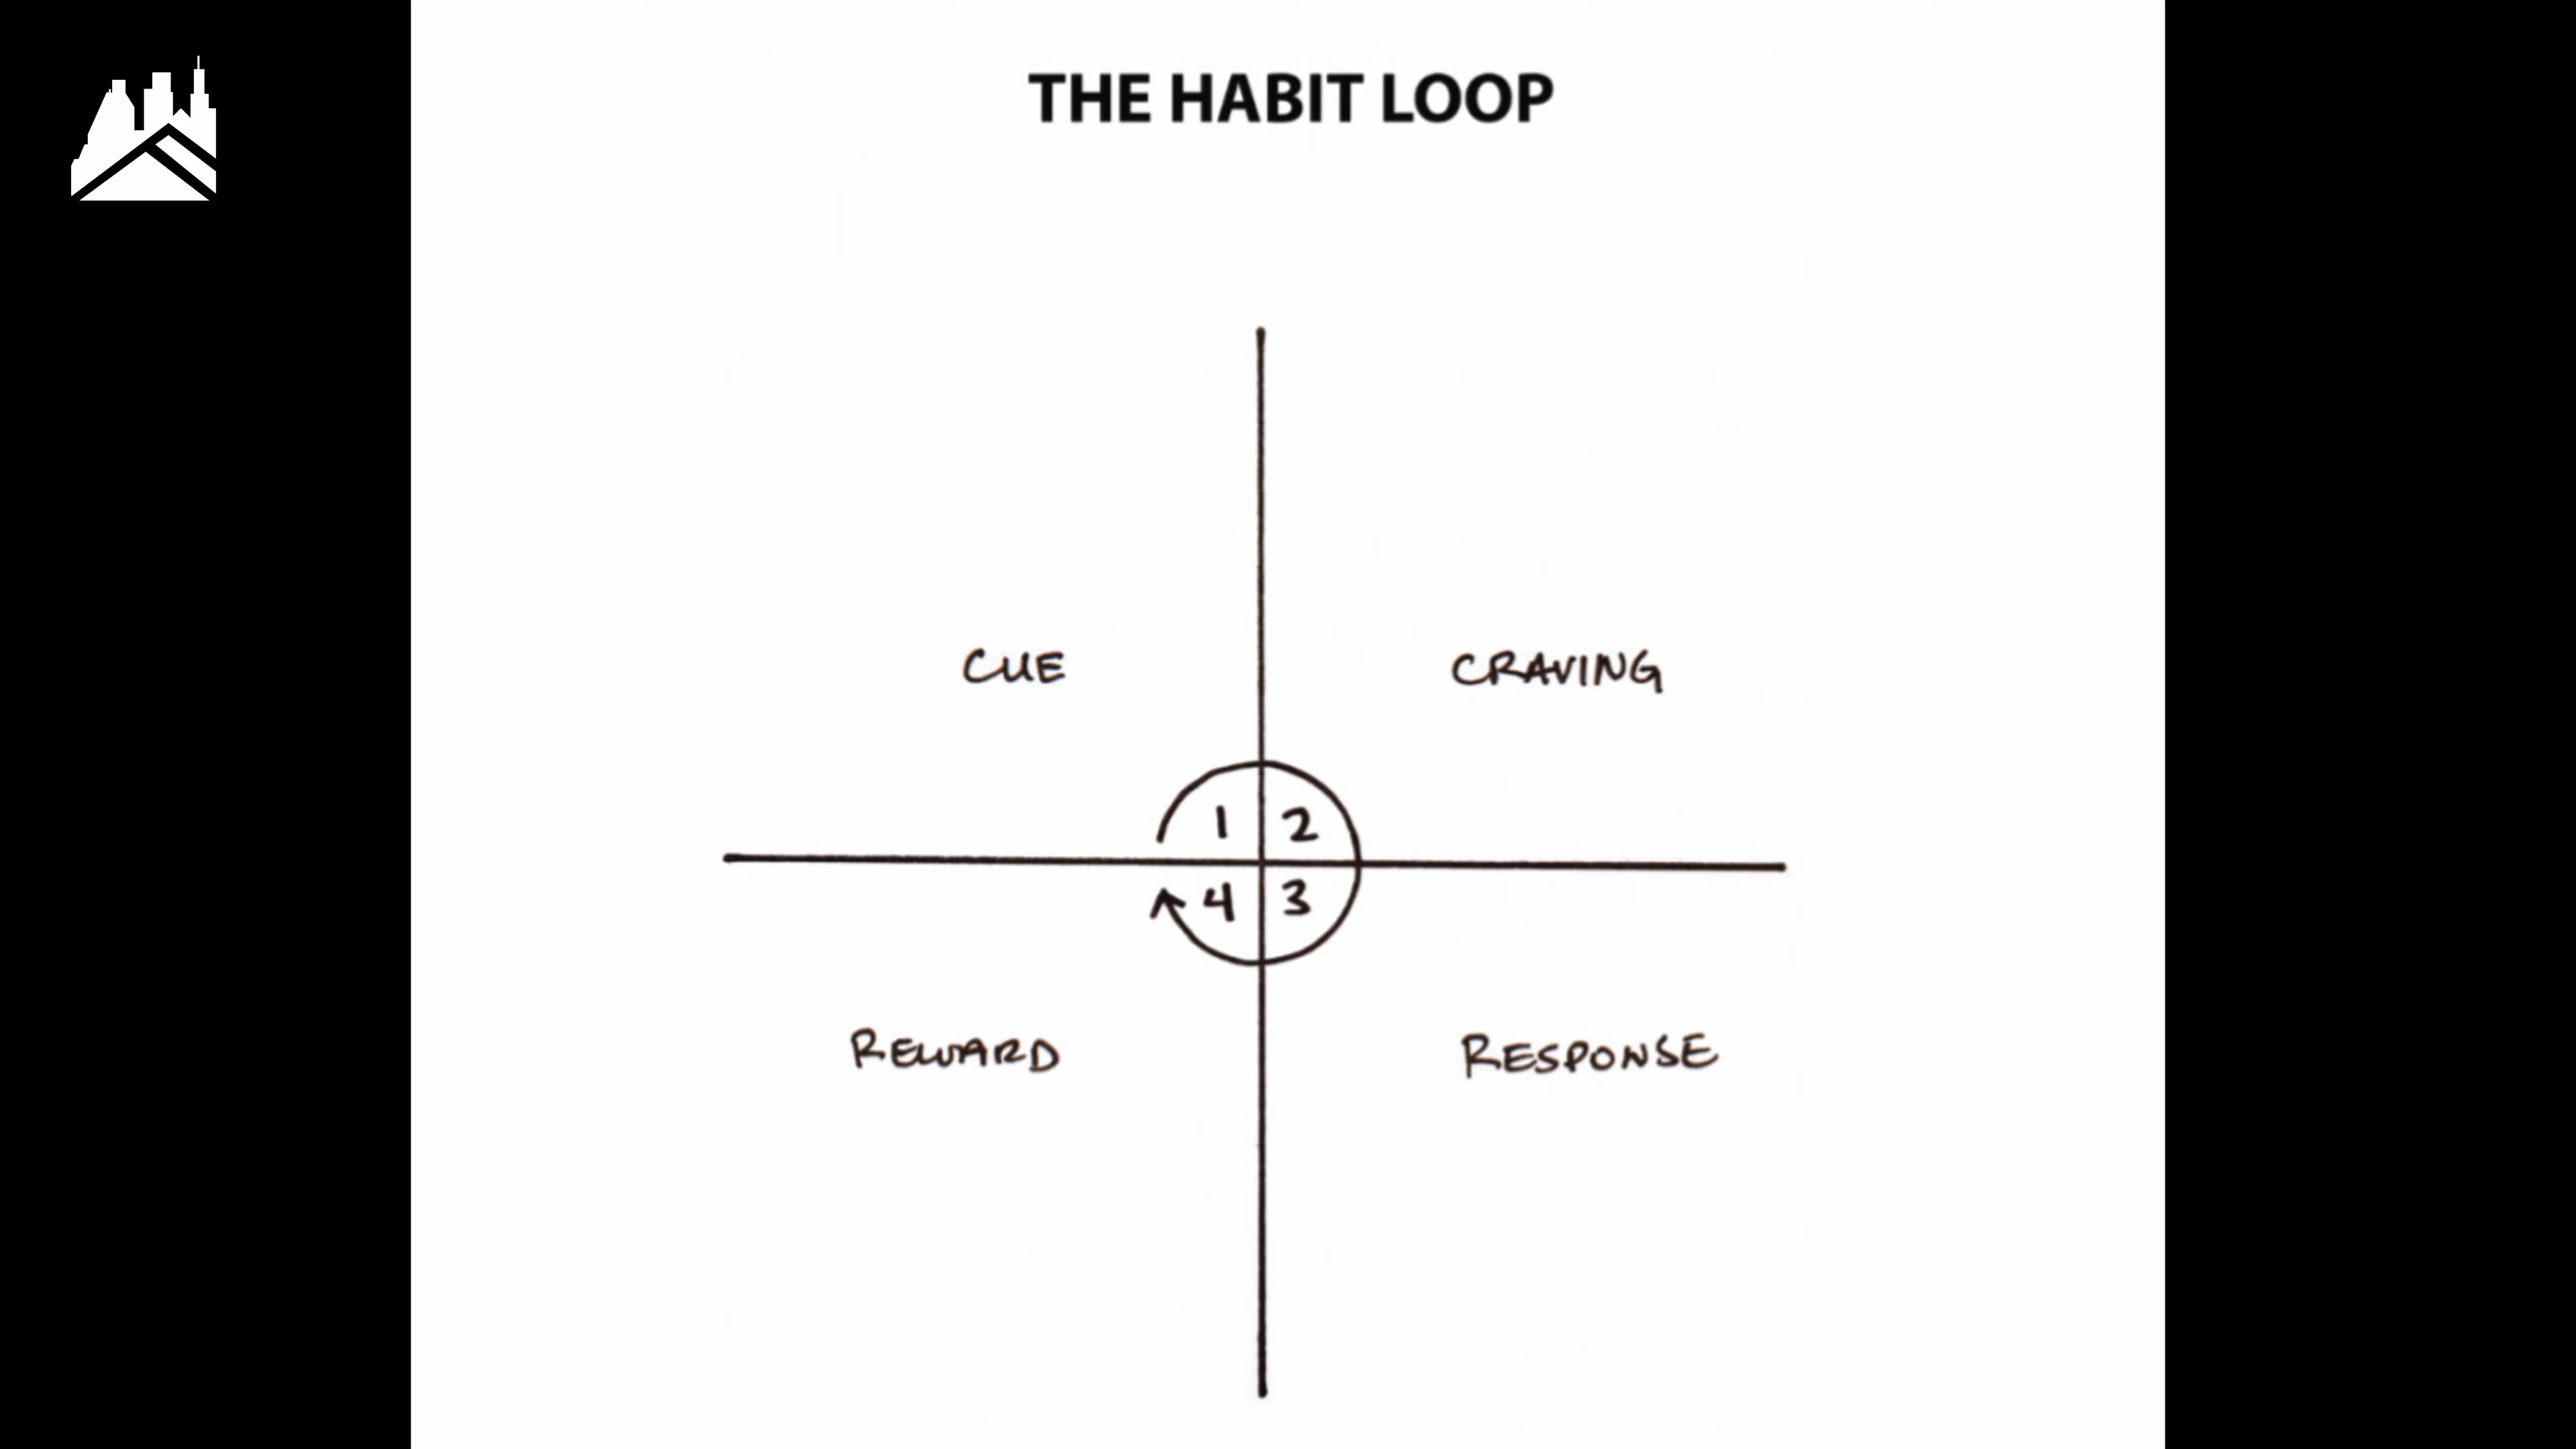 THE HABIT LOOP
CUE
CRAVING
1 2
4 3
REWARD
RESPONSE